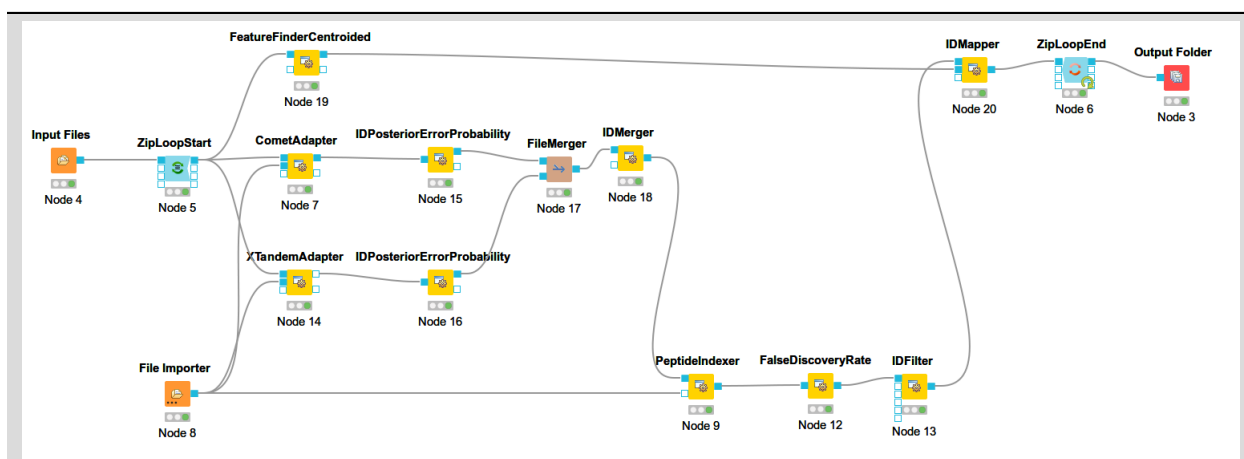 FeatureFinderCentroided
Node 19
IDMapper
Node 20
ZipLoopEnd
Node 6
Output Folder
Node 3
Input Files
Node 4
ZipLoopStart
Node 5
CometAdapter
Node 7
IDPosteriorErrorProbability
Node 15
FileMerger
Node 17
IDMerger
Node 18
XTandemAdapter
Node 14
IDPosteriorErrorProbability
Node 16
File Importer
Node 8
PeptideIndexer
Node 9
FalseDiscoveryRate
Node 12
IDFilter
Node 13